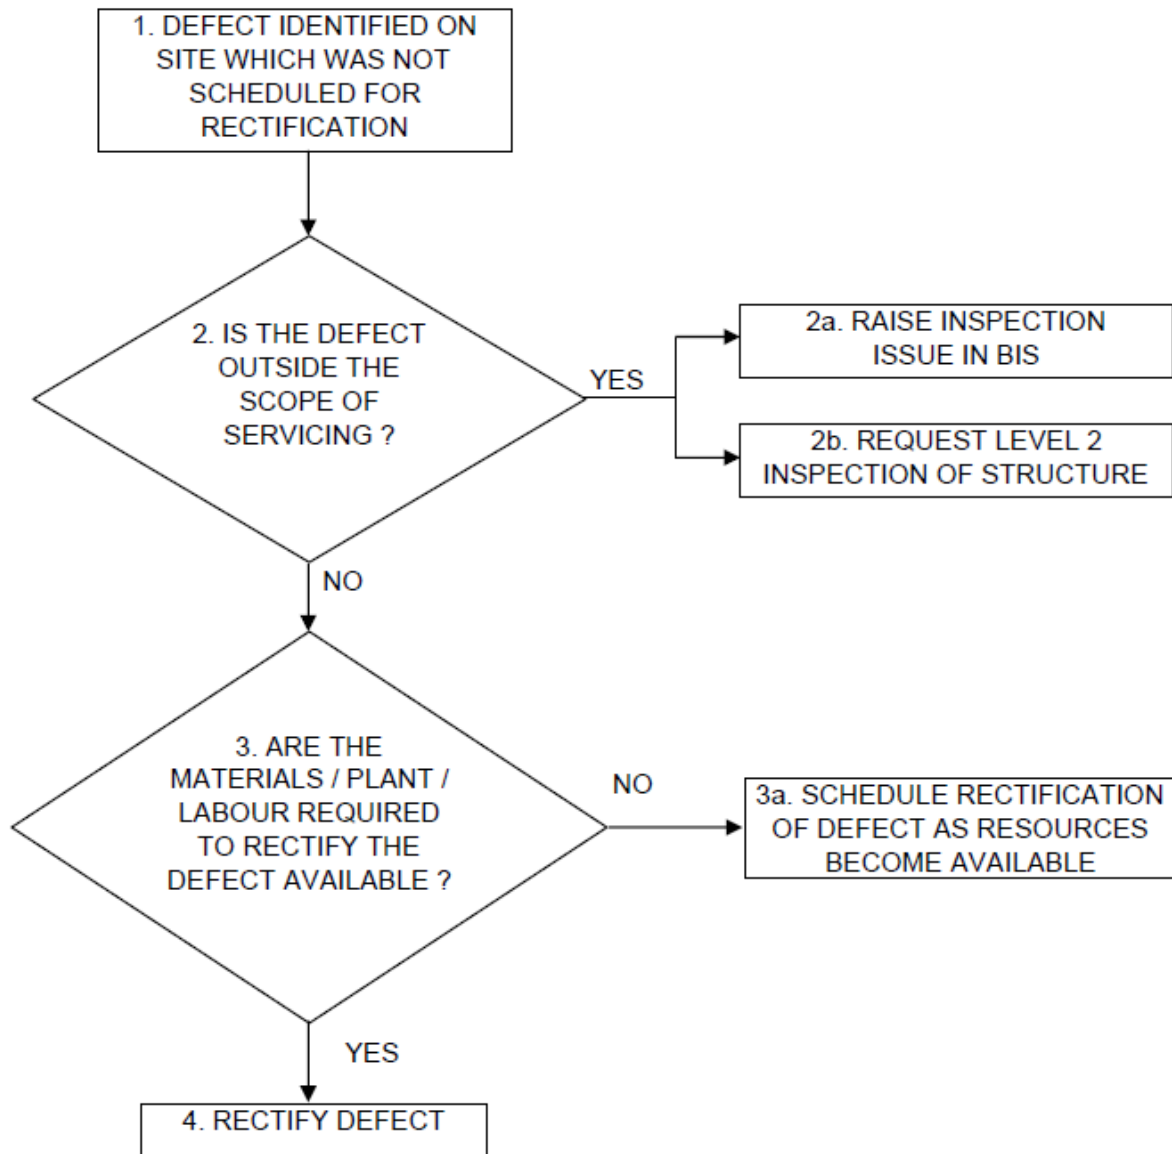 1. DEFECT IDENTIFIED ON
SITE WHICH WAS NOT
SCHEDULED FOR
RECTIFICATION
2. IS THE DEFECT
OUTSIDE THE
SCOPE OF
SERVICING ?
YES
2a. RAISE INSPECTION
ISSUE IN BIS
2b. REQUEST LEVEL 2
INSPECTION OF STRUCTURE
NO
3. ARE THE
MATERIALS / PLANT /
LABOUR REQUIRED
TO RECTIFY THE
DEFECT AVAILABLE ?
NO
3a. SCHEDULE RECTIFICATION
OF DEFECT AS RESOURCES
BECOME AVAILABLE
YES
4. RECTIFY DEFECT